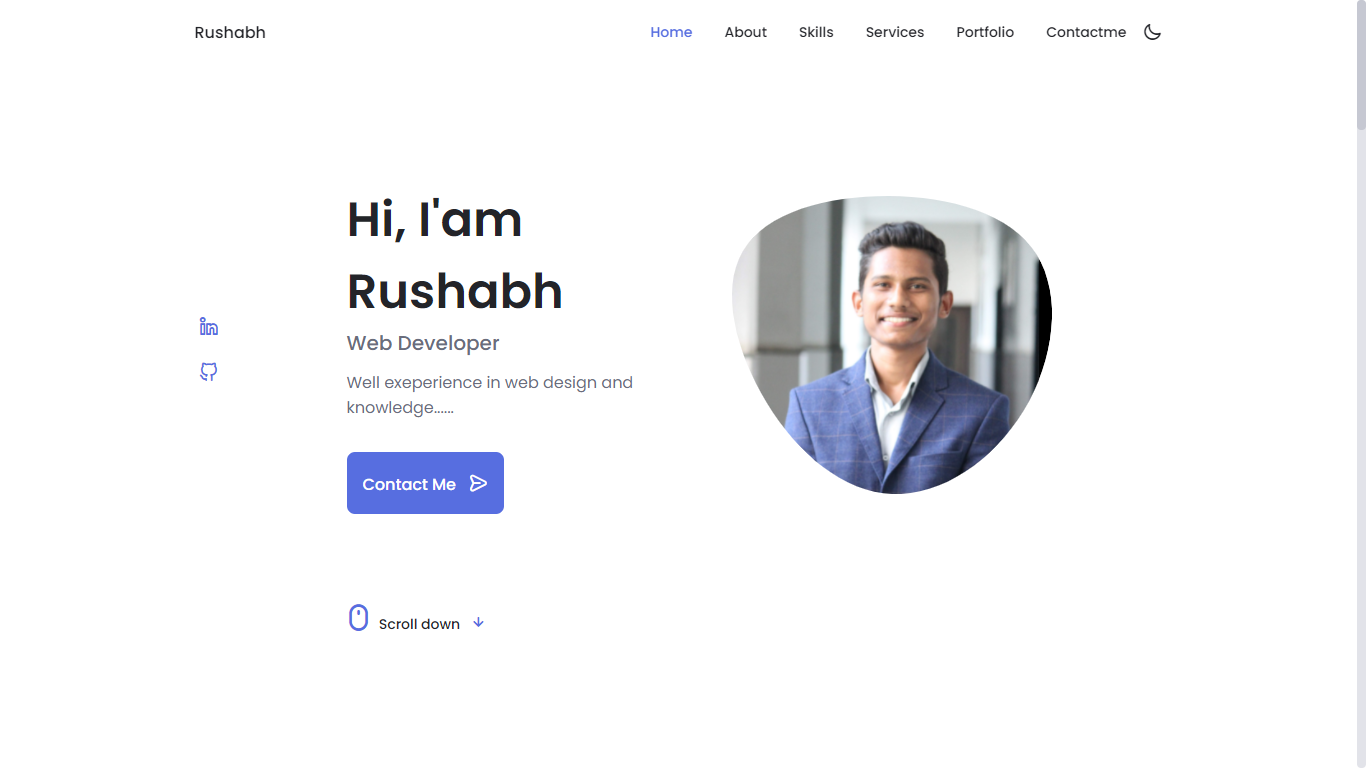 Rushabh
Home About Skills Services Portfolio Contactme
Hi, I'am
Rushabh
Web Developer
Well exeperience in web design and
knowledge......
Contact Me
Scroll down